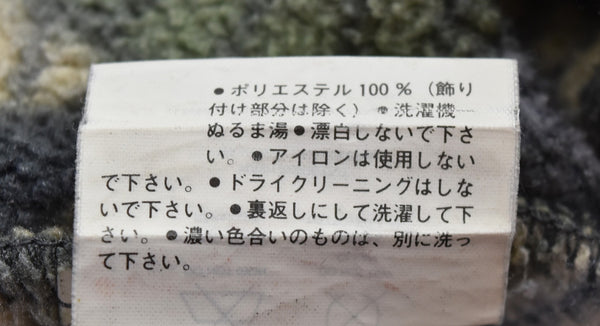 ● ポリエステル 100 % (飾り
付け部分は除く) ● 洗濯機
ぬるま湯 ● 漂白しないで下さ
い。 ● アイロンは使用しない
で下さい。 ● ドライクリーニングはしな
いで下さい。 ● 裏返しにして洗濯して下
さい。 ● 濃い色合いのものは、別に洗っ
て下さい。